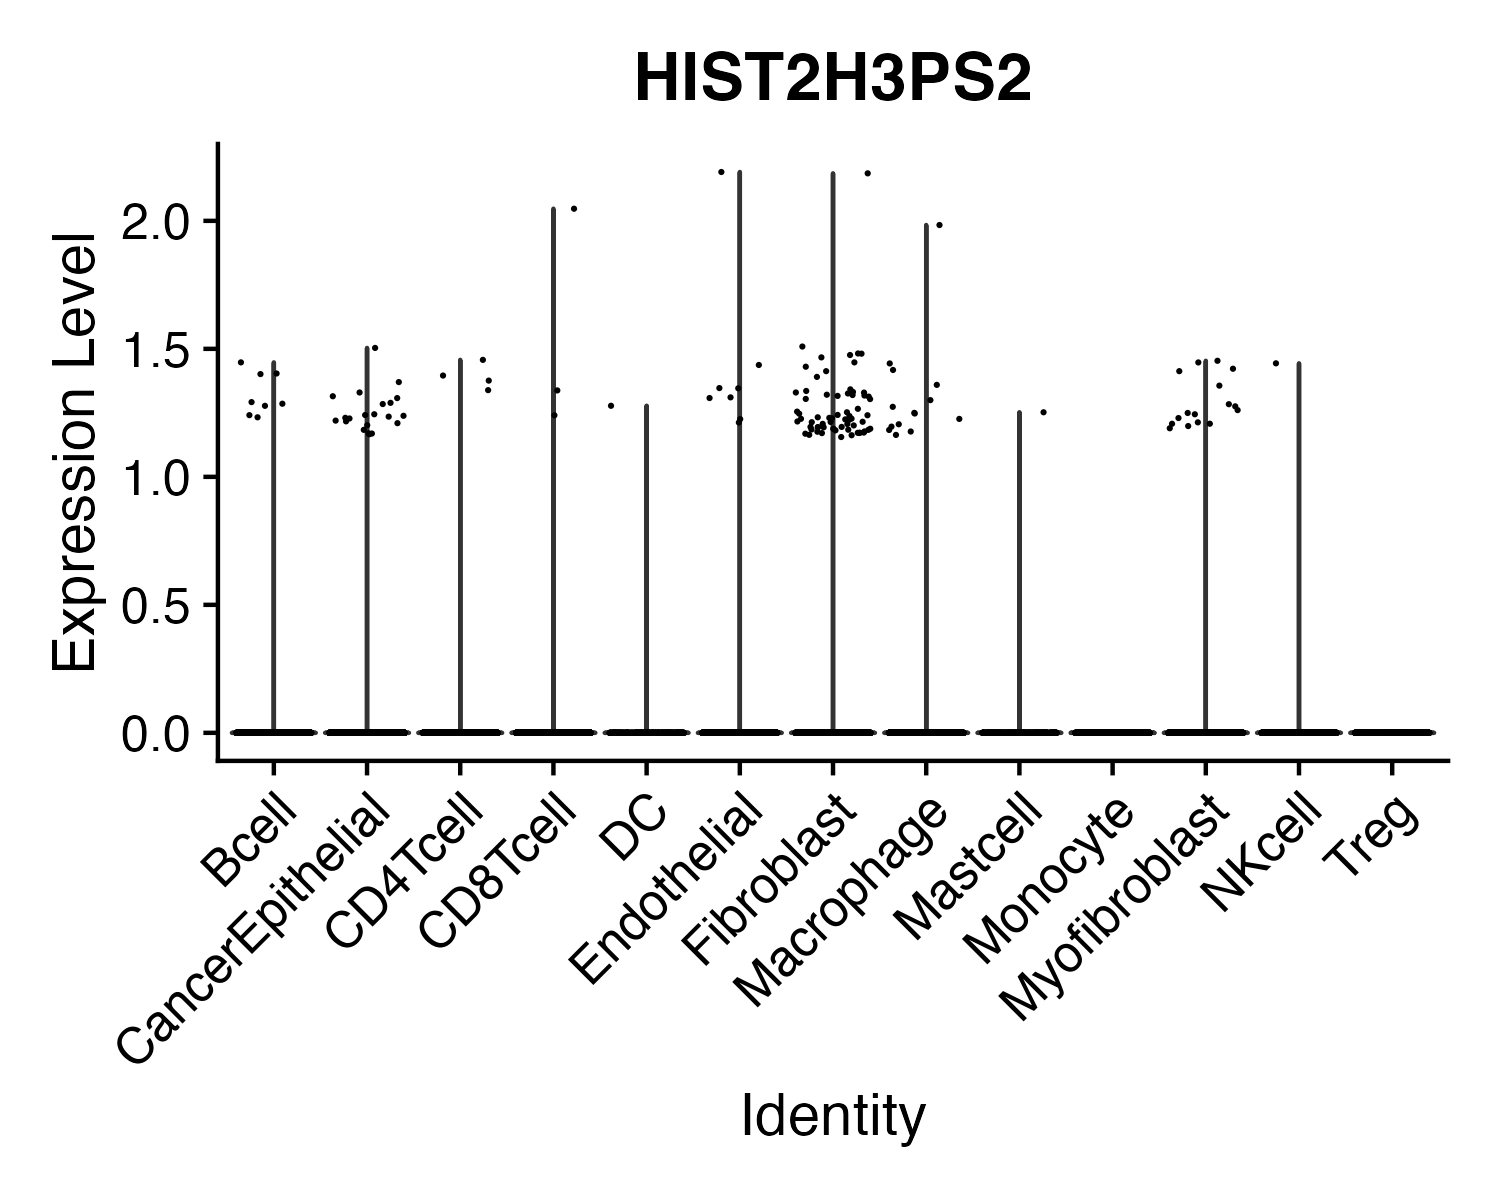 HIST2H3PS2
Expression Level
2.0
1.5
1.0
0.5
0.0
Bcell
CancerEpithelial
CD4Tcell
CD8Tcell
DC
Endothelial
Fibroblast
Macrophage
Mastcell
Monocyte
Myofibroblast
NKcell
Treg
Identity